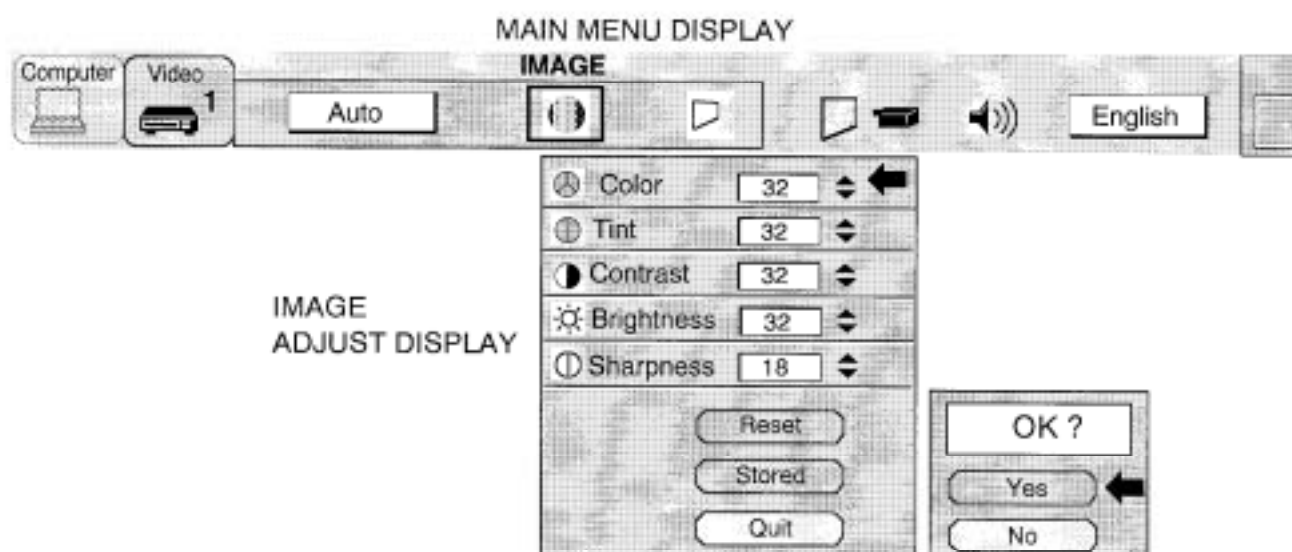 MAIN MENU DISPLAY
IMAGE
Computer
Video
1
Auto
English
Color 32
Tint 32
Contrast 32
Brightness 32
Sharpness 18
IMAGE
ADJUST DISPLAY
Reset
Stored
Quit
OK ?
Yes
No